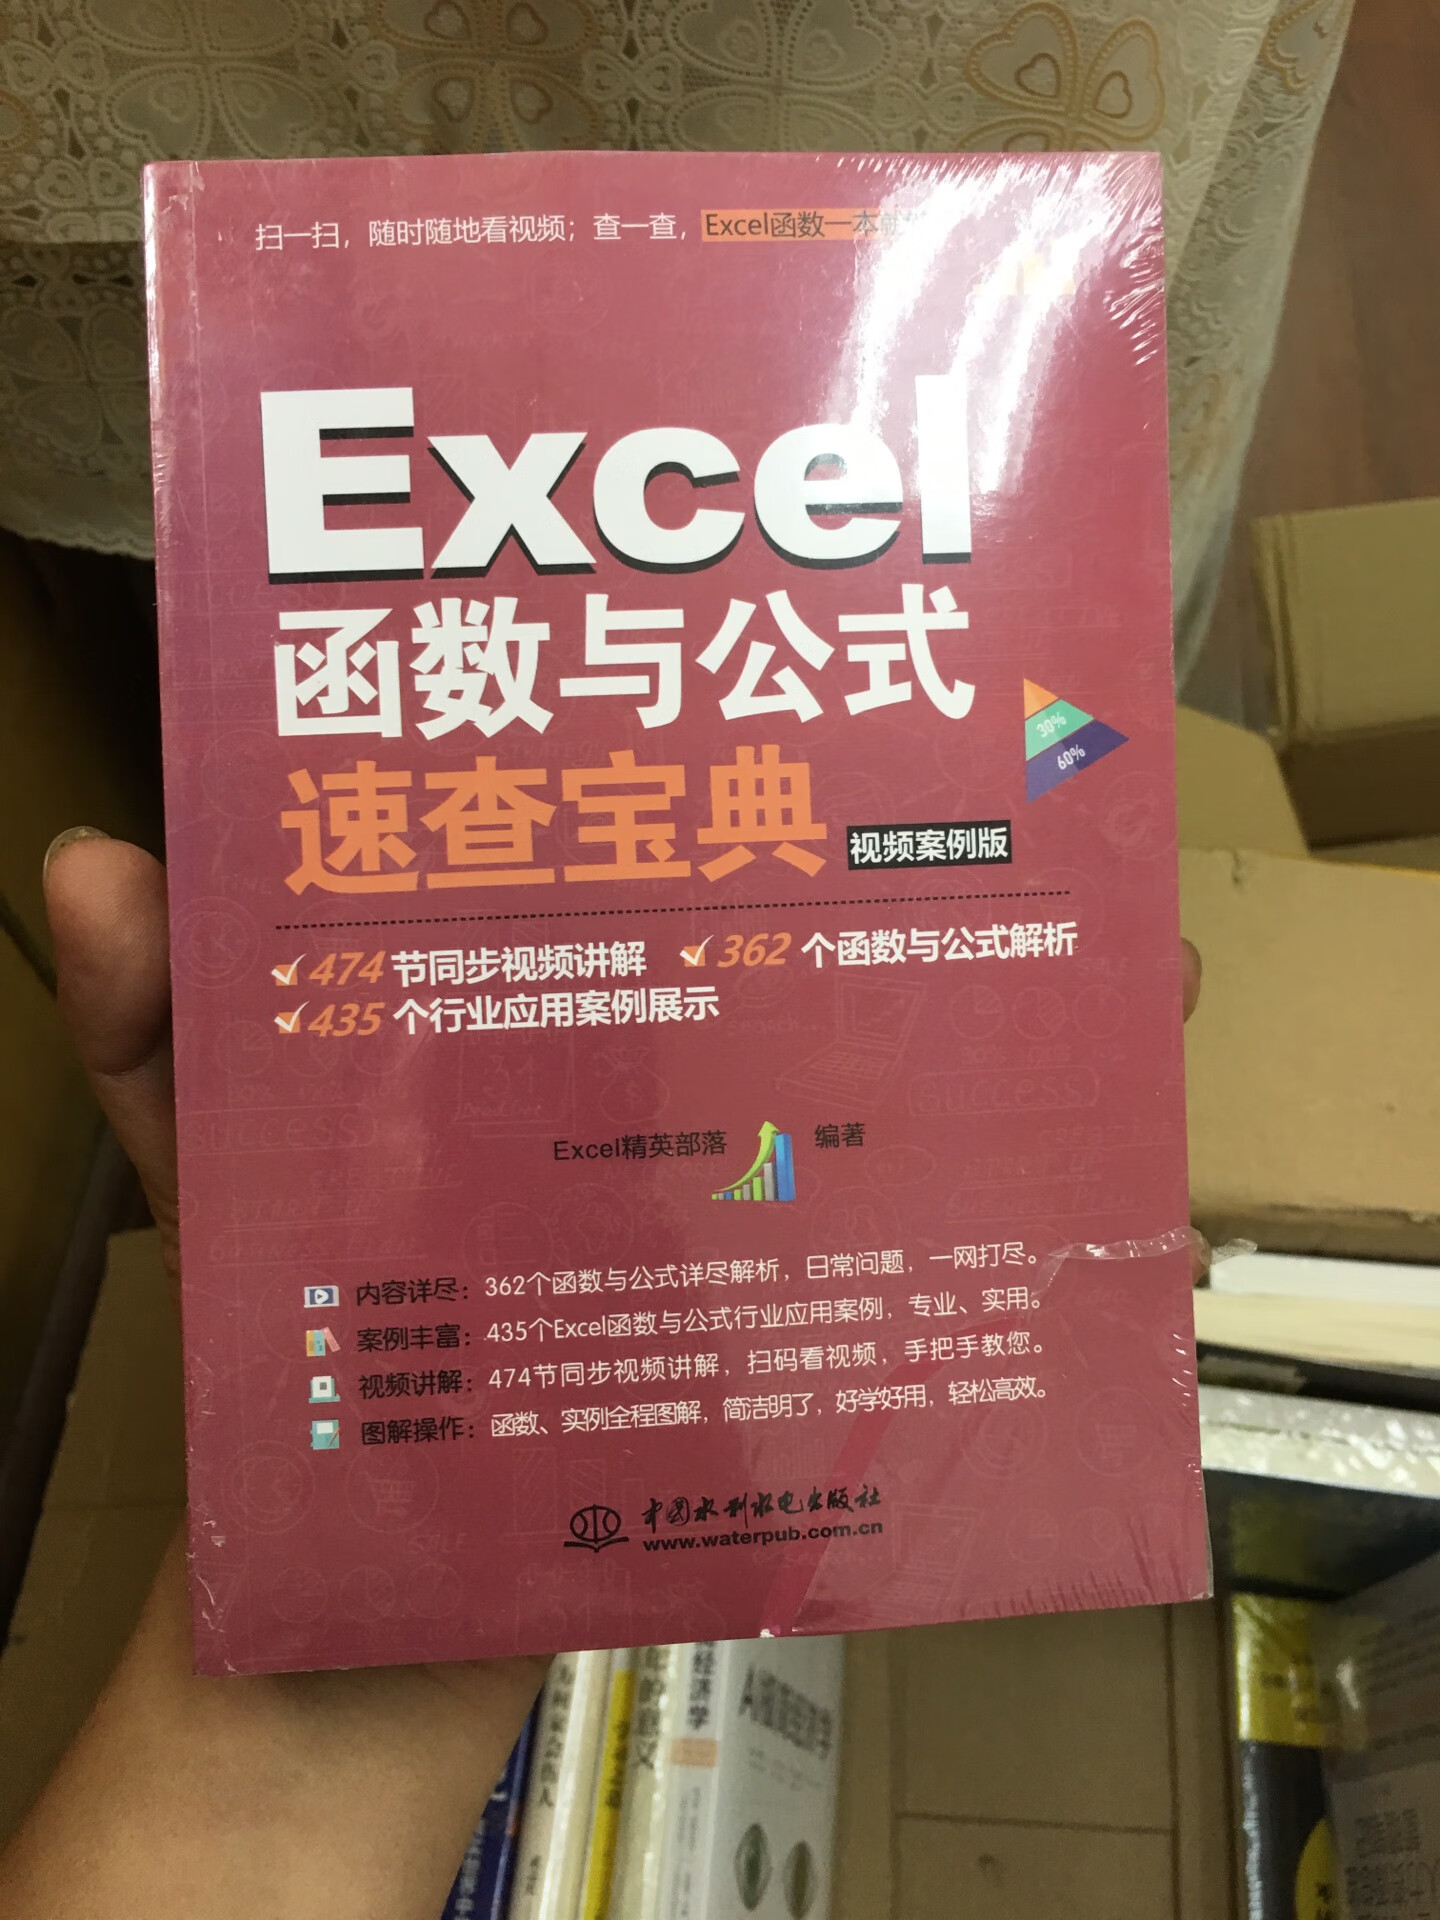 扫一扫，随时随地看视频；查一查，Excel函数一本
Excel
函数与公式
30%
60%
速查宝典 视频案例版
474 节同步视频讲解 362 个函数与公式解析
435 个行业应用案例展示
Excel精英部落 编著
内容详尽：362个函数与公式详尽解析，日常问题，一网打尽。
案例丰富：435个Excel函数与公式行业应用案例，专业、实用。
视频讲解：474节同步视频讲解，扫码看视频，手把手教您。
图解操作：函数、实例全程图解，简洁明了，好学好用，轻松高效。
中国水利水电出版社
www.waterpub.com.cn
经济学